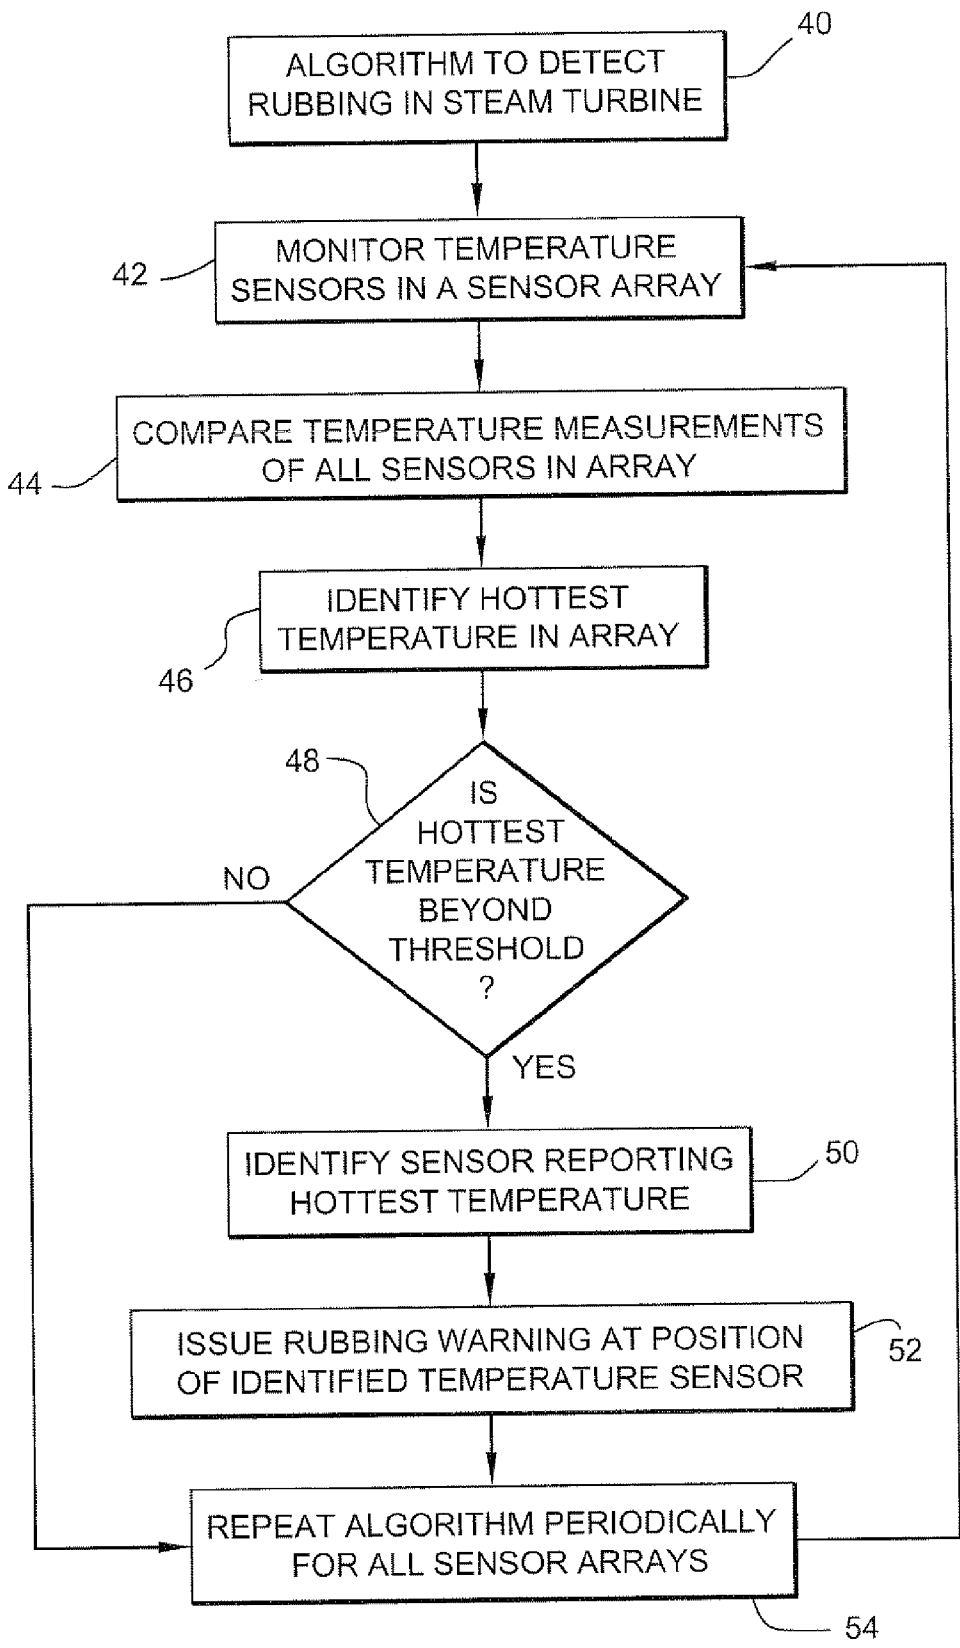 40
ALGORITHM TO DETECT
RUBBING IN STEAM TURBINE
42
MONITOR TEMPERATURE
SENSORS IN A SENSOR ARRAY
44
COMPARE TEMPERATURE MEASUREMENTS
OF ALL SENSORS IN ARRAY
46
IDENTIFY HOTTEST
TEMPERATURE IN ARRAY
48
IS
HOTTEST
TEMPERATURE
BEYOND
THRESHOLD
?
NO
YES
50
IDENTIFY SENSOR REPORTING
HOTTEST TEMPERATURE
52
ISSUE RUBBING WARNING AT POSITION
OF IDENTIFIED TEMPERATURE SENSOR
REPEAT ALGORITHM PERIODICALLY
FOR ALL SENSOR ARRAYS
54